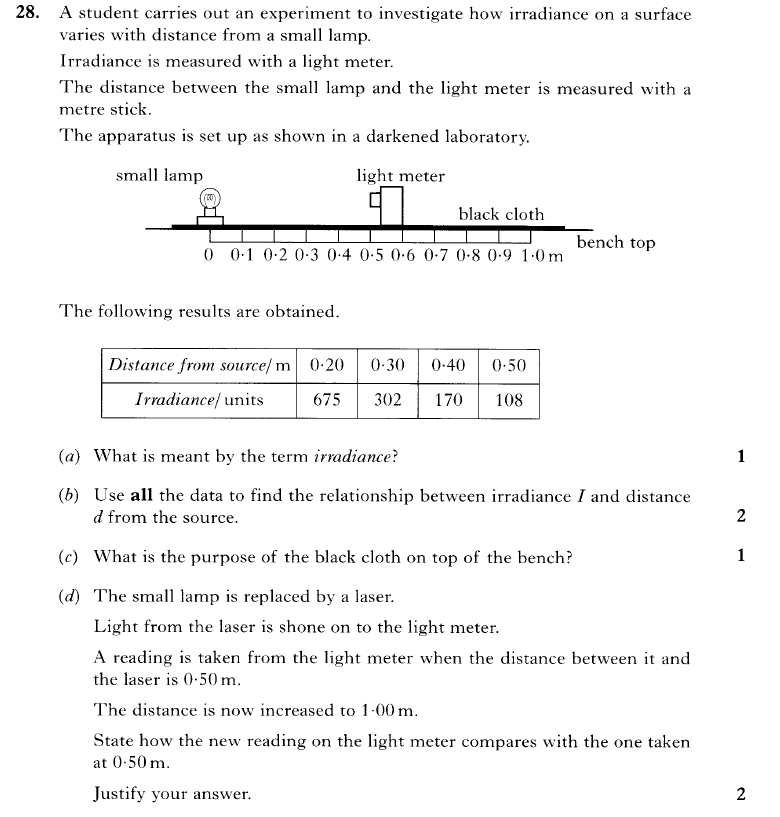 28. A student carries out an experiment to investigate how irradiance on a surface
varies with distance from a small lamp.
Irradiance is measured with a light meter.
The distance between the small lamp and the light meter is measured with a
metre stick.
The apparatus is set up as shown in a darkened laboratory.
small lamp light meter
black cloth
bench top
0 0·1 0·2 0·3 0·4 0·5 0·6 0·7 0·8 0·9 1·0 m
The following results are obtained.
Distance from source/ m 0·20 0·30 0·40 0·50
Irradiance/ units 675 302 170 108
(a) What is meant by the term irradiance? 1
(b) Use all the data to find the relationship between irradiance I and distance
d from the source. 2
(c) What is the purpose of the black cloth on top of the bench? 1
(d) The small lamp is replaced by a laser.
Light from the laser is shone on to the light meter.
A reading is taken from the light meter when the distance between it and
the laser is 0·50 m.
The distance is now increased to 1·00 m.
State how the new reading on the light meter compares with the one taken
at 0·50 m.
Justify your answer. 2